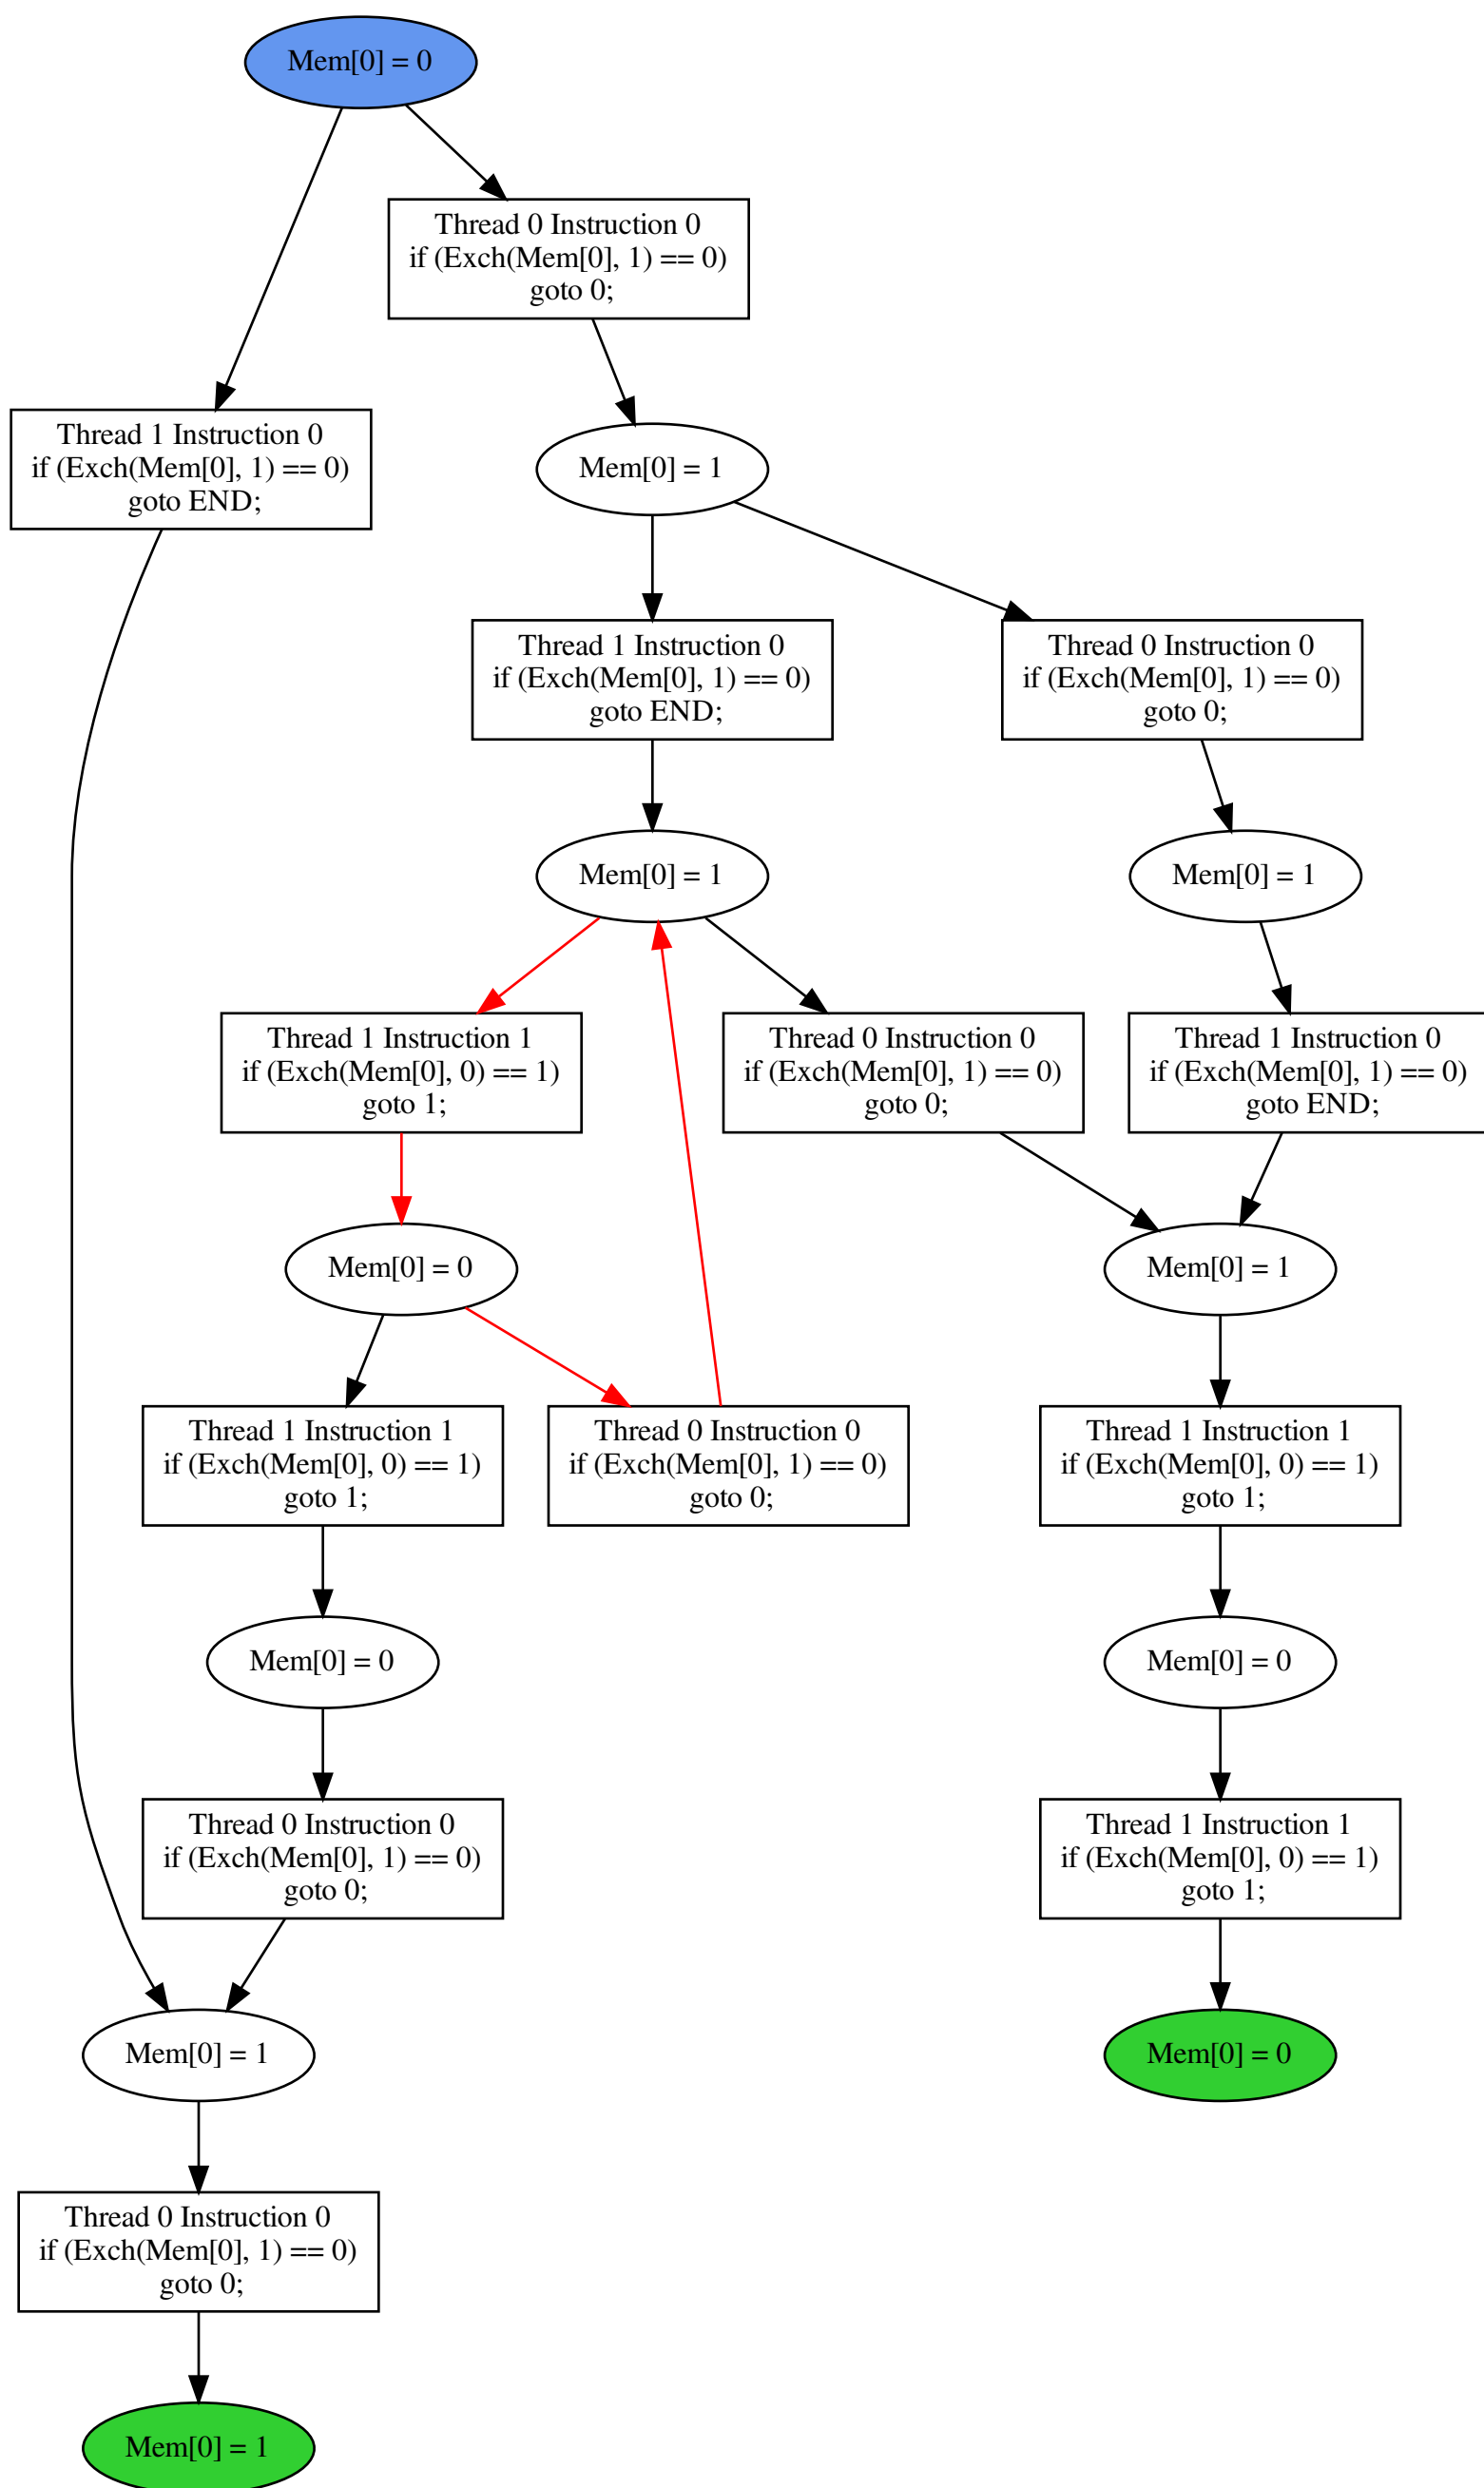 Mem[0] = 0
Thread 0 Instruction 0
if (Exch(Mem[0], 1) == 0)
goto 0;
Thread 1 Instruction 0
if (Exch(Mem[0], 1) == 0)
goto END;
Mem[0] = 1
Thread 1 Instruction 0
if (Exch(Mem[0], 1) == 0)
goto END;
Thread 0 Instruction 0
if (Exch(Mem[0], 1) == 0)
goto 0;
Mem[0] = 1
Mem[0] = 1
Thread 1 Instruction 1
if (Exch(Mem[0], 0) == 1)
goto 1;
Thread 0 Instruction 0
if (Exch(Mem[0], 1) == 0)
goto 0;
Thread 1 Instruction 0
if (Exch(Mem[0], 1) == 0)
goto END;
Mem[0] = 0
Mem[0] = 1
Thread 1 Instruction 1
if (Exch(Mem[0], 0) == 1)
goto 1;
Thread 0 Instruction 0
if (Exch(Mem[0], 1) == 0)
goto 0;
Thread 1 Instruction 1
if (Exch(Mem[0], 0) == 1)
goto 1;
Mem[0] = 0
Mem[0] = 0
Thread 0 Instruction 0
if (Exch(Mem[0], 1) == 0)
goto 0;
Thread 1 Instruction 1
if (Exch(Mem[0], 0) == 1)
goto 1;
Mem[0] = 1
Mem[0] = 0
Thread 0 Instruction 0
if (Exch(Mem[0], 1) == 0)
goto 0;
Mem[0] = 1